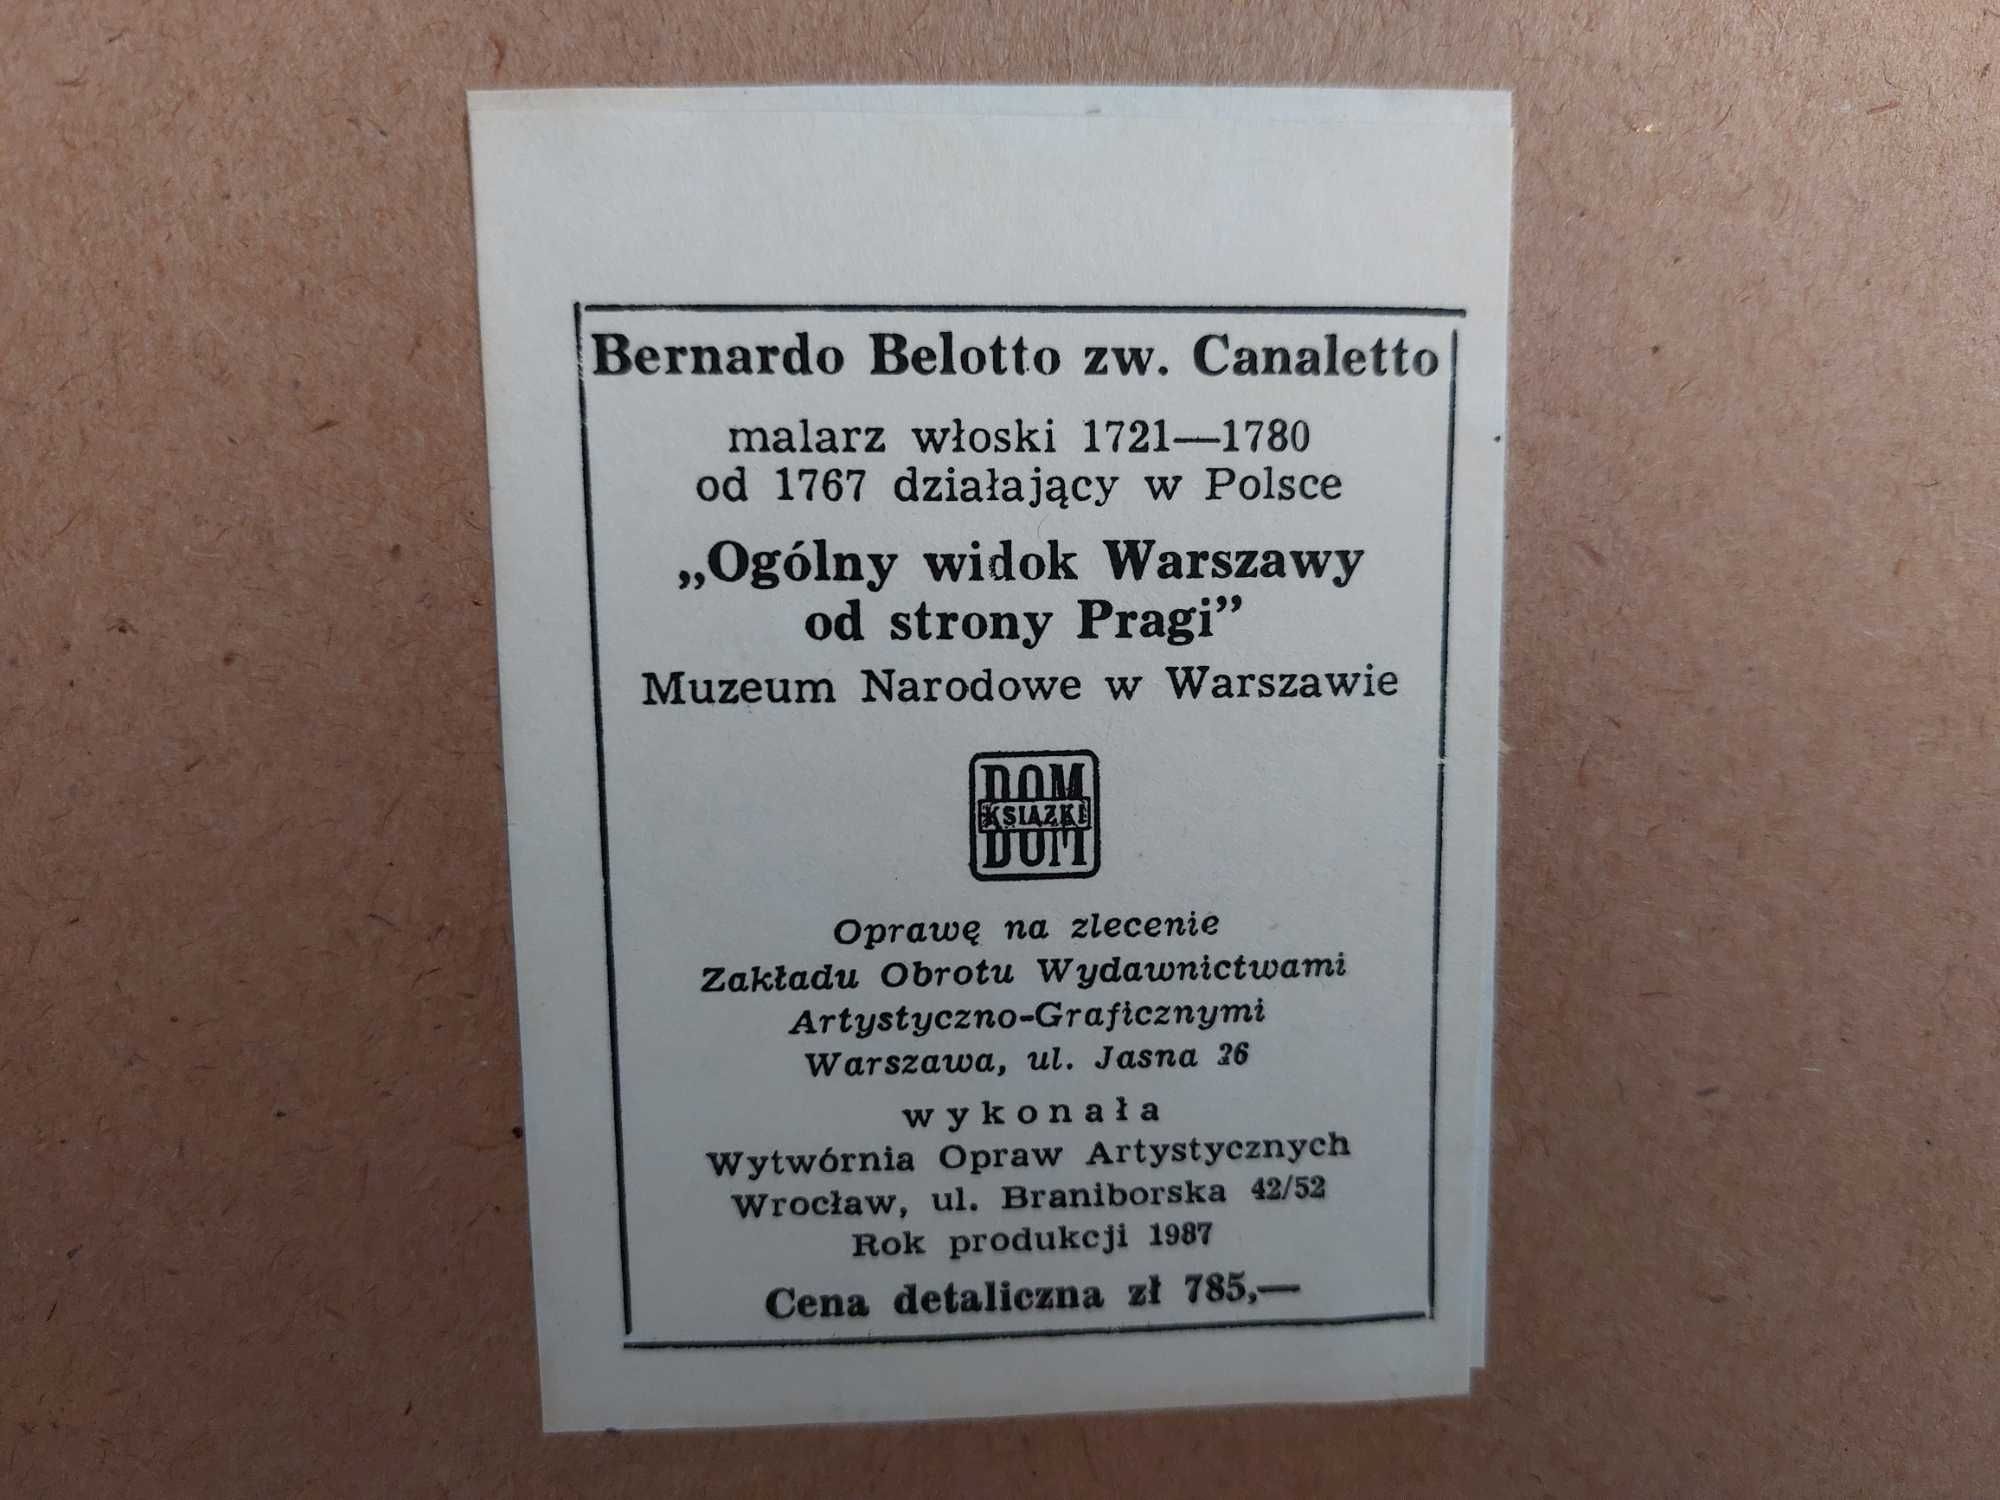 Bernardo Belotto zw. Canaletto
malarz włoski 1721—1780
od 1767 działający w Polsce
„Ogólny widok Warszawy
od strony Pragi”
Muzeum Narodowe w Warszawie
DOM
KSIĄŻKI
DOM
Oprawę na zlecenie
Zakładu Obrotu Wydawnictwami
Artystyczno-Graficznymi
Warszawa, ul. Jasna 26
wykonała
Wytwórnia Opraw Artystycznych
Wrocław, ul. Braniborska 42/52
Rok produkcji 1987
Cena detaliczna zł 785,—